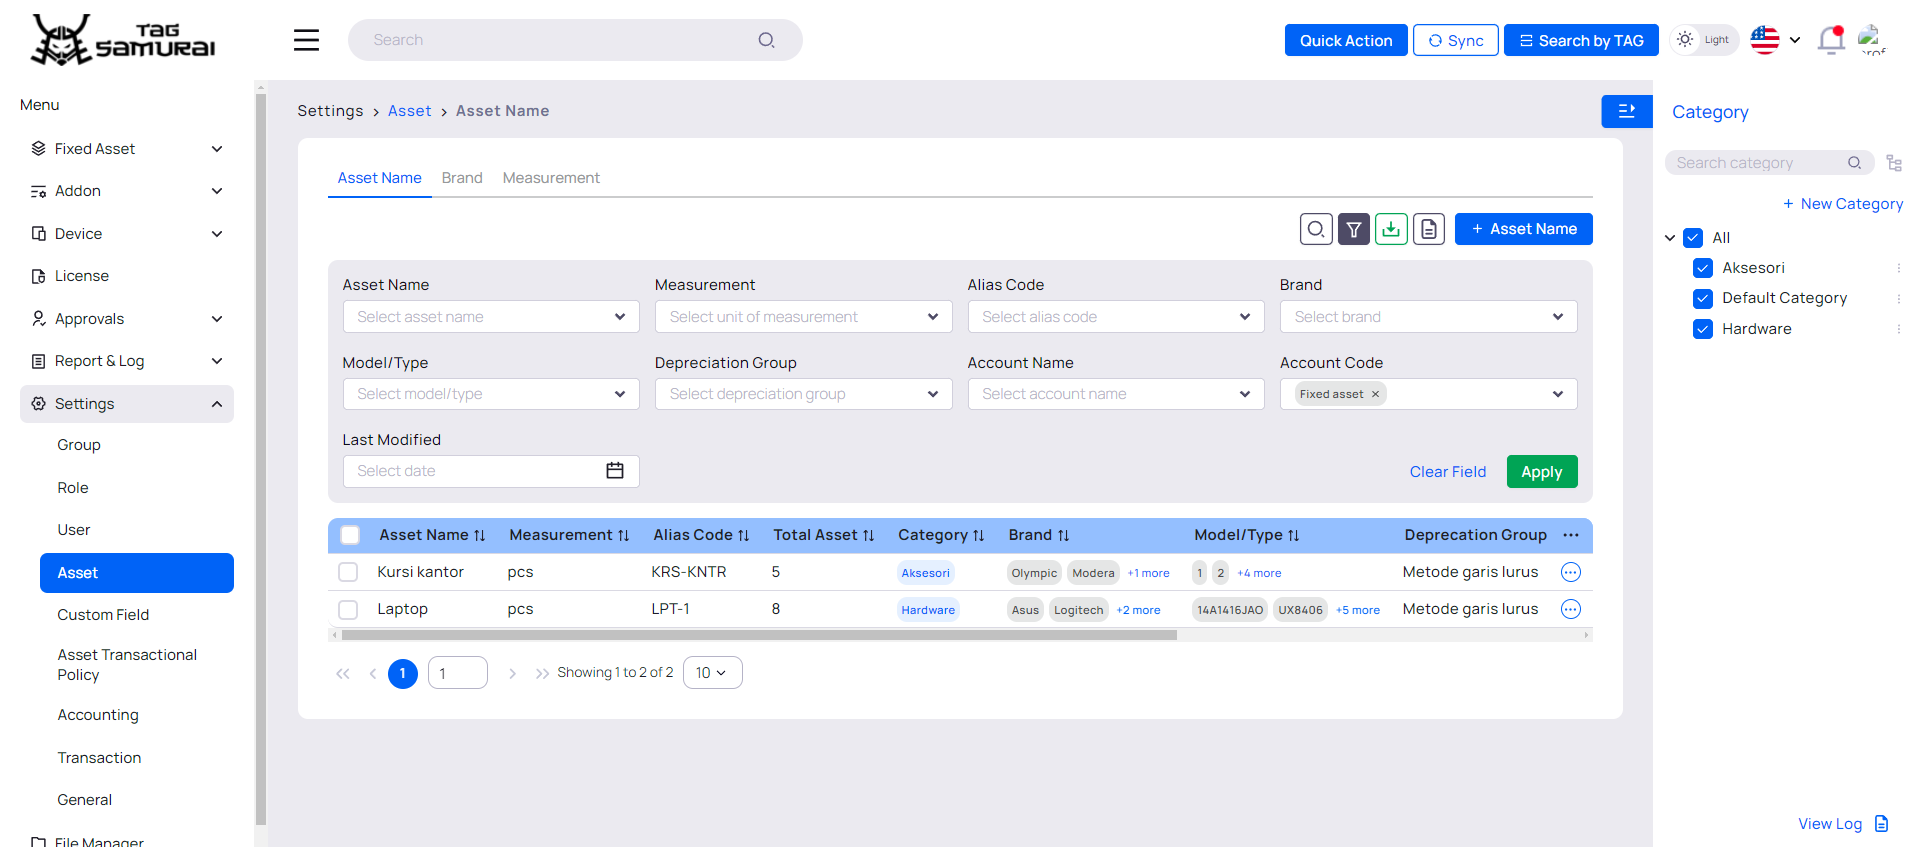 TAG SAMURAI
Search
Quick Action
Sync
Search by TAG
Light
prof
Menu
Fixed Asset
Addon
Device
License
Approvals
Report & Log
Settings
Group
Role
User
Asset
Custom Field
Asset Transactional
Policy
Accounting
Transaction
General
File Manager
Settings > Asset > Asset Name
Asset Name Brand Measurement
+ Asset Name
Asset Name Measurement Alias Code Brand
Select asset name Select unit of measurement Select alias code Select brand
Model/Type Depreciation Group Account Name Account Code
Select model/type Select depreciation group Select account name Fixed asset ×
Last Modified
Select date
Clear Field Apply
Asset Name Measurement Alias Code Total Asset Category Brand Model/Type Deprecation Group ...
Kursi kantor pcs KRS-KNTR 5 Aksesori Olympic Modera +1 more 1 2 +4 more Metode garis lurus
Laptop pcs LPT-1 8 Hardware Asus Logitech +2 more 14A1416JAO UX8406 +5 more Metode garis lurus
1 1 Showing 1 to 2 of 2 10
Category
Search category
+ New Category
All
Aksesori
Default Category
Hardware
View Log